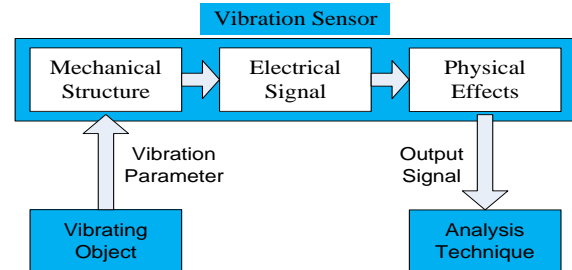 Vibration Sensor
Mechanical
Structure
Electrical
Signal
Physical
Effects
Vibration
Parameter
Output
Signal
Vibrating
Object
Analysis
Technique